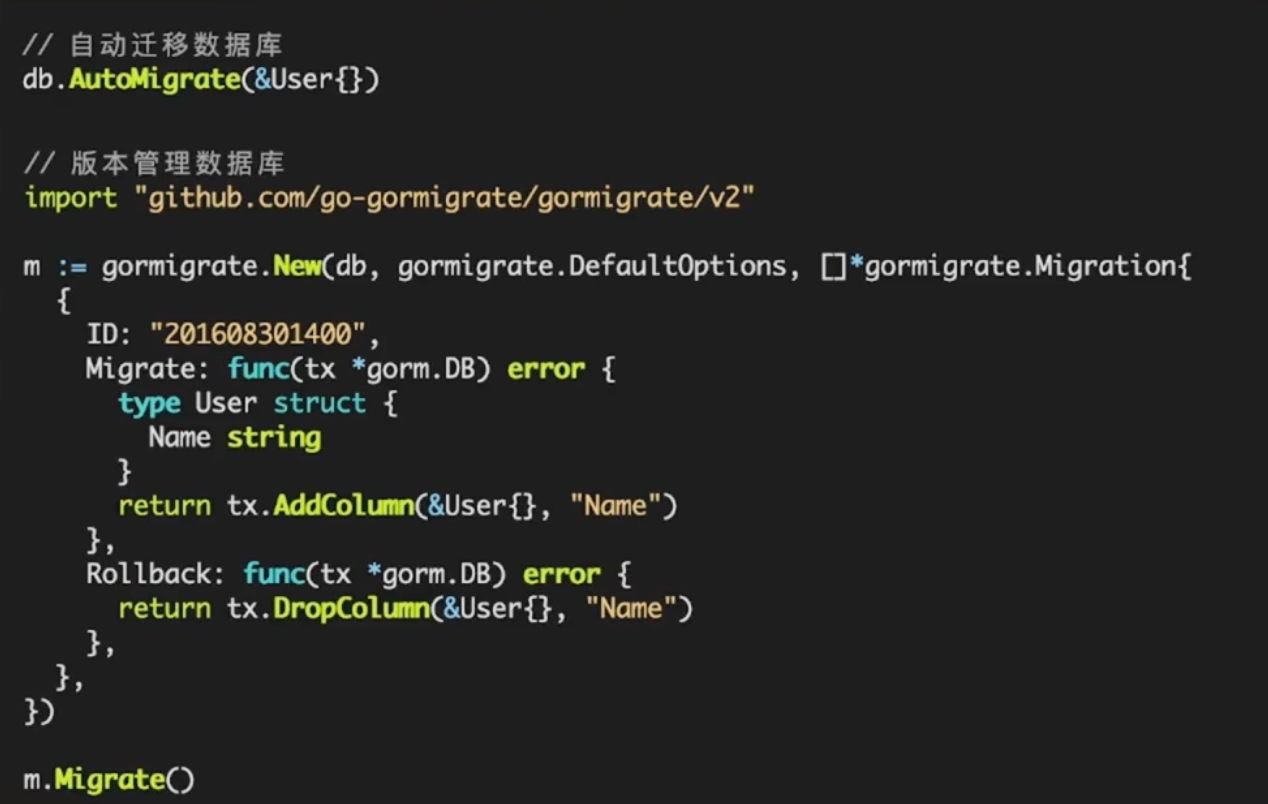 // 自动迁移数据库
db.AutoMigrate(&User{})

// 版本管理数据库
import "github.com/go-gormigrate/gormigrate/v2"

m := gormigrate.New(db, gormigrate.DefaultOptions, []*gormigrate.Migration{
  {
    ID: "201608301400",
    Migrate: func(tx *gorm.DB) error {
      type User struct {
        Name string
      }
      return tx.AddColumn(&User{}, "Name")
    },
    Rollback: func(tx *gorm.DB) error {
      return tx.DropColumn(&User{}, "Name")
    },
  },
})

m.Migrate()